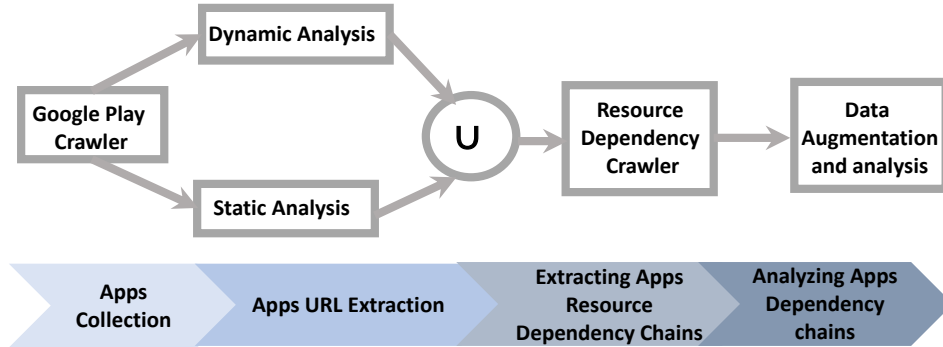 Dynamic Analysis
Google Play
Crawler
U
Resource
Dependency
Crawler
Data
Augmentation
and analysis
Static Analysis
Apps
Collection
Apps URL Extraction
Extracting Apps
Resource
Dependency Chains
Analyzing Apps
Dependency
chains